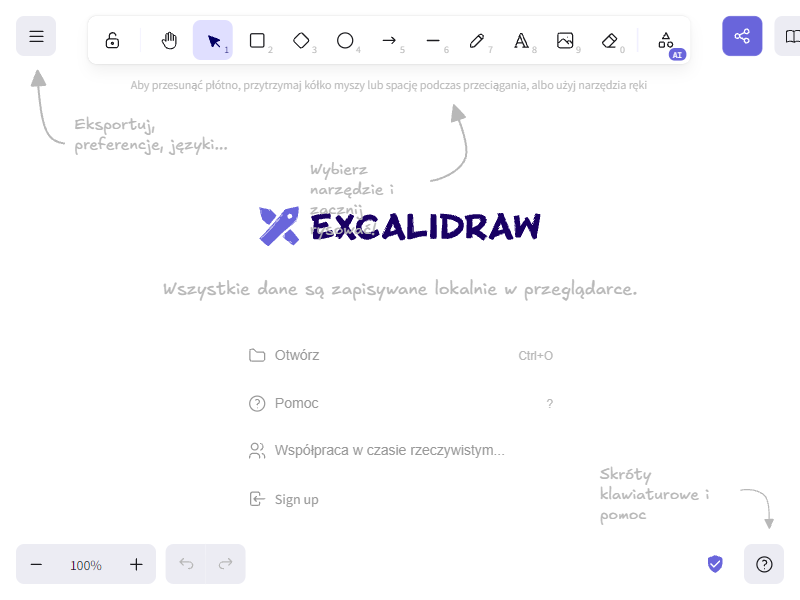 1
2
3
4
5
6
7
8
9
0
AI
Aby przesunąć płótno, przytrzymaj kółko myszy lub spację podczas przeciągania, albo użyj narzędzia ręki
Eksportuj,
preferencje, języki...
Wybierz
narzędzie i
zacznij
rysować!
EXCALIDRAW
Wszystkie dane są zapisywane lokalnie w przeglądarce.
Otwórz Ctrl+O
Pomoc ?
Współpraca w czasie rzeczywistym...
Sign up
Skróty
klawiaturowe i
pomoc
100%